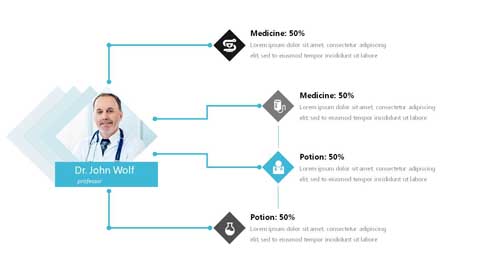 Medicine: 50%
Lorem ipsum dolor sit amet, consectetur adipiscing
elit, sed to eiusmod tempor incididunt ut labore
Medicine: 50%
Lorem ipsum dolor sit amet, consectetur adipiscing
elit, sed to eiusmod tempor incididunt ut labore
Dr. John Wolf
professor
Potion: 50%
Lorem ipsum dolor sit amet, consectetur adipiscing
elit, sed to eiusmod tempor incididunt ut labore
Potion: 50%
Lorem ipsum dolor sit amet, consectetur adipiscing
elit, sed to eiusmod tempor incididunt ut labore